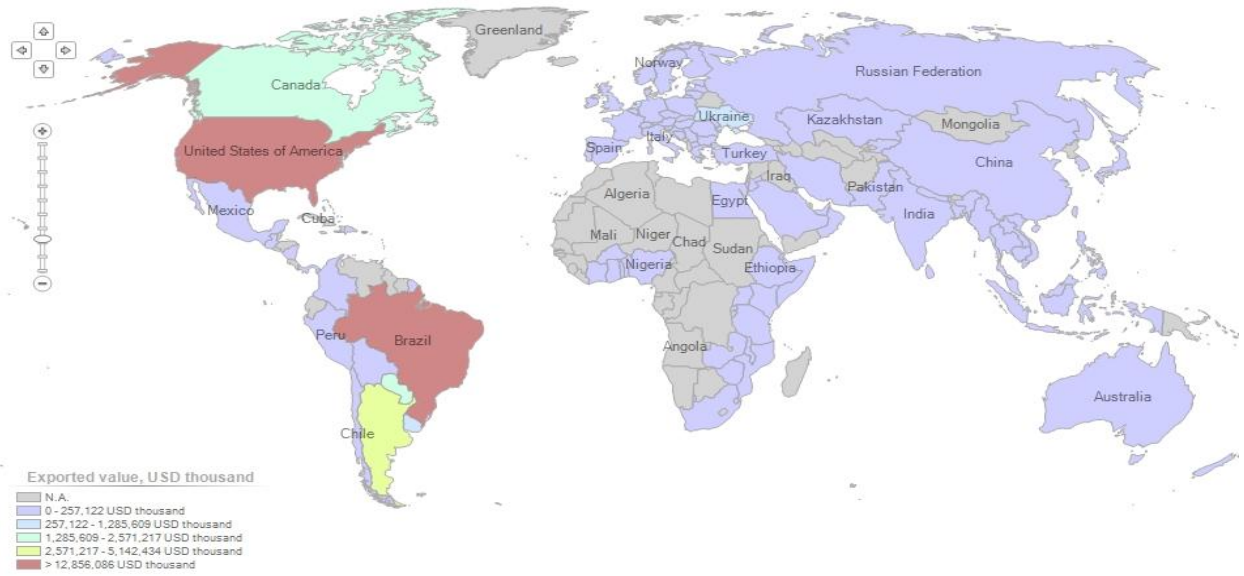 Greenland
Norway
Russian Federation
Canada
Ukraine
Kazakhstan
Mongolia
United States of America
Spain
Italy
Turkey
China
Iraq
Pakistan
Algeria
Egypt
Mexico
India
Cuba
Mali
Niger
Chad
Sudan
Nigeria
Ethiopia
Peru
Brazil
Angola
Australia
Chile
Exported value, USD thousand
N.A.
0 - 257,122 USD thousand
257,122 - 1,285,609 USD thousand
1,285,609 - 2,571,217 USD thousand
2,571,217 - 5,142,434 USD thousand
> 12,856,086 USD thousand